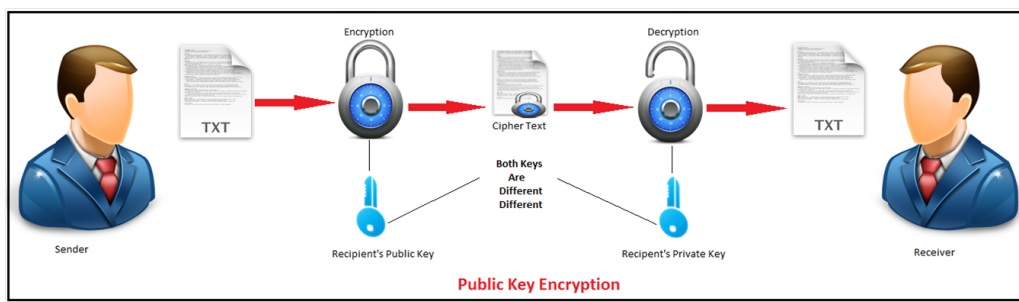 Encryption
Decryption
TXT
Cipher Text
TXT
Both Keys
Are
Different
Different
Sender
Recipient's Public Key
Recipent's Private Key
Receiver
Public Key Encryption